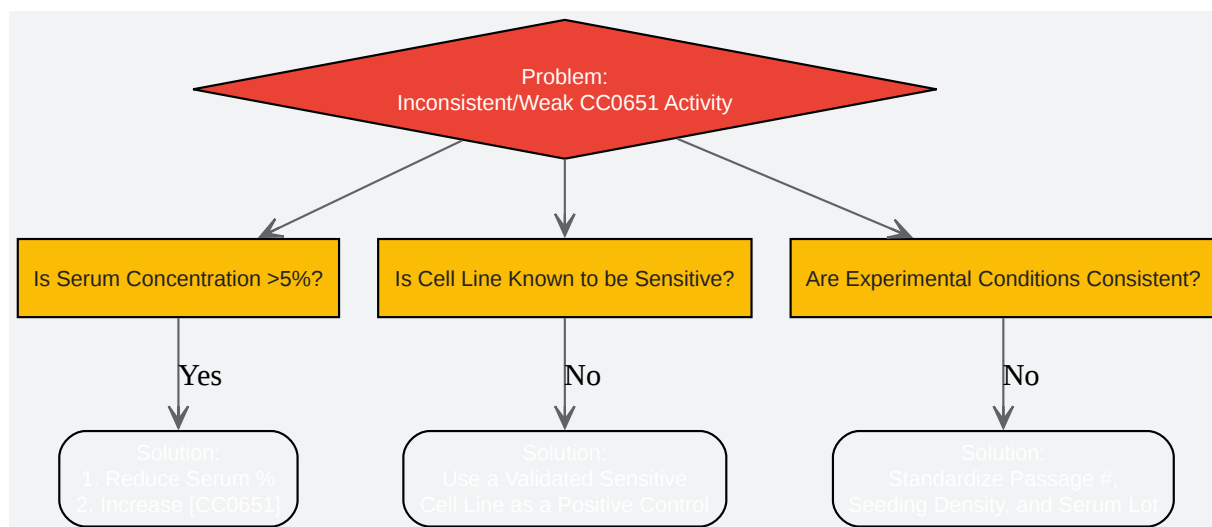 Problem:
Inconsistent/Weak CC0651 Activity
Is Serum Concentration >5%?
Is Cell Line Known to be Sensitive?
Are Experimental Conditions Consistent?
Yes
No
No
Solution:
1. Reduce Serum %
2. Increase [CC0651]
Solution:
Use a Validated Sensitive
Cell Line as a Positive Control
Solution:
Standardize Passage #,
Seeding Density, and Serum Lot